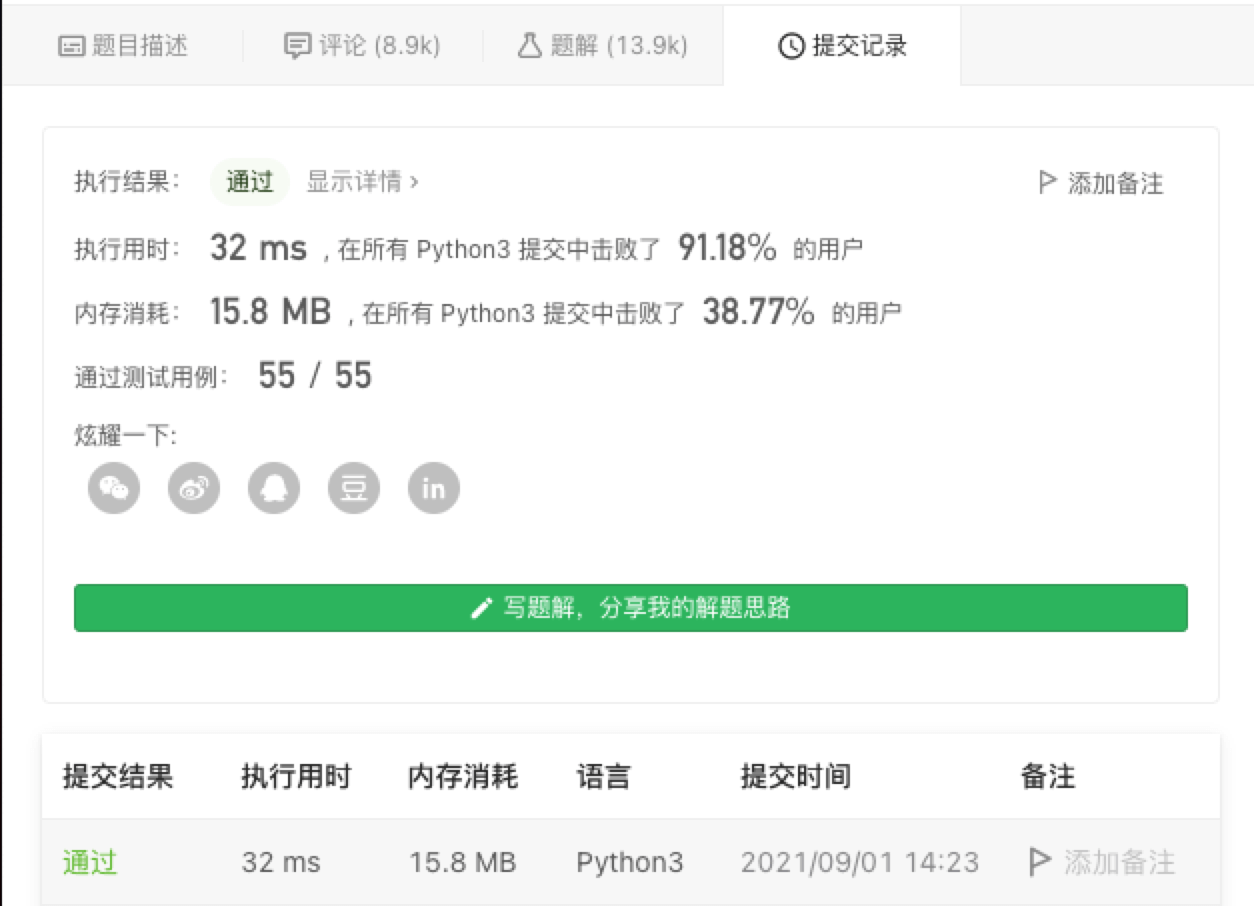 题目描述 评论 (8.9k) 题解 (13.9k) 提交记录
执行结果: 通过 显示详情 › 添加备注
执行用时: 32 ms , 在所有 Python3 提交中击败了 91.18% 的用户
内存消耗: 15.8 MB , 在所有 Python3 提交中击败了 38.77% 的用户
通过测试用例: 55 / 55
炫耀一下:
豆 in
写题解, 分享我的解题思路
提交结果 执行用时 内存消耗 语言 提交时间 备注
通过 32 ms 15.8 MB Python3 2021/09/01 14:23 添加备注